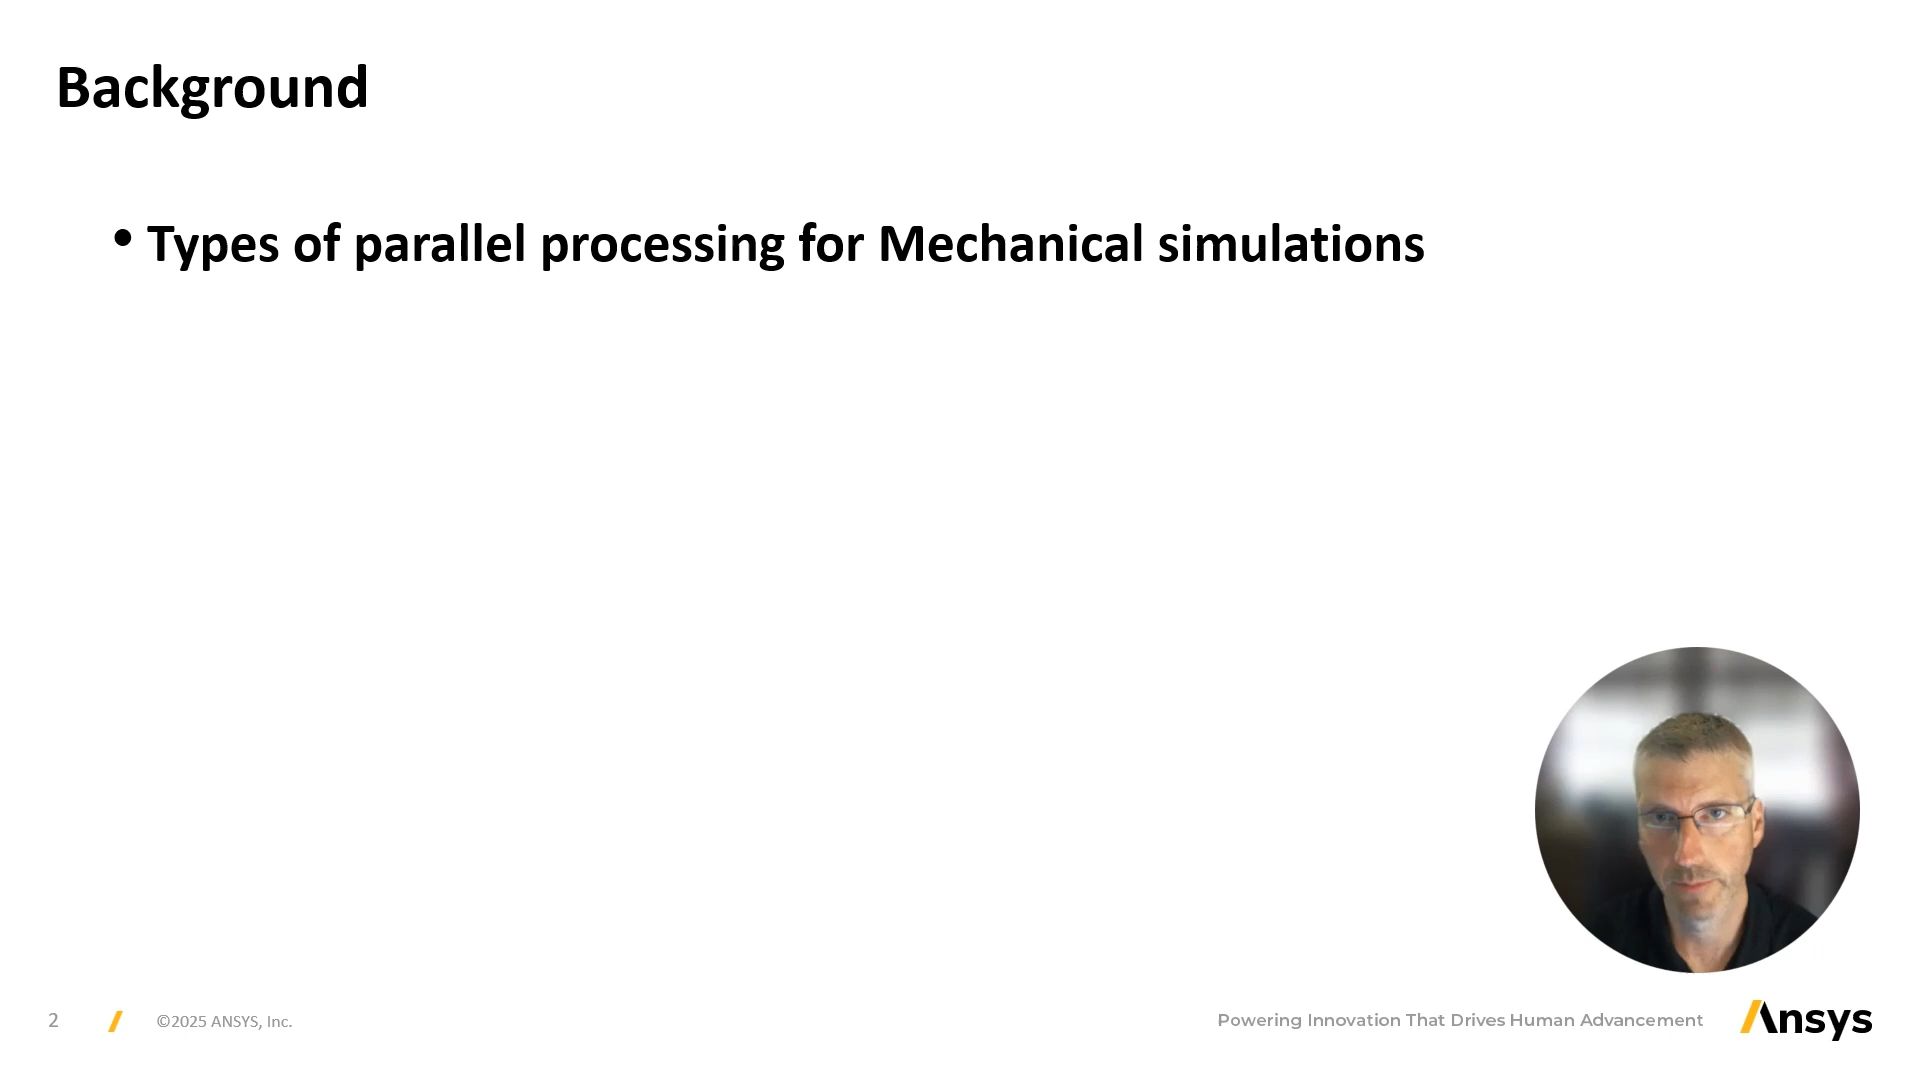 Background
• Types of parallel processing for Mechanical simulations
2
©2025 ANSYS, Inc.
Powering Innovation That Drives Human Advancement
Ansys